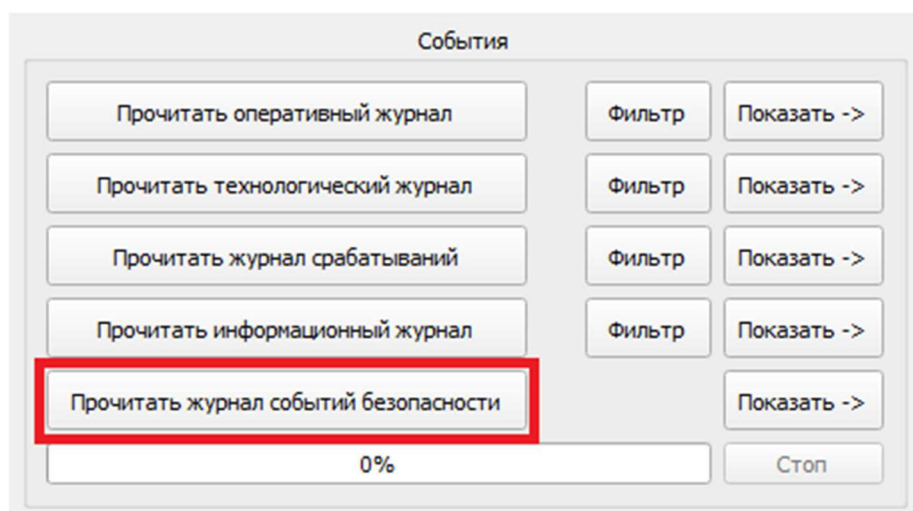 События
Прочитать оперативный журнал Фильтр Показать ->
Прочитать технологический журнал Фильтр Показать ->
Прочитать журнал срабатываний Фильтр Показать ->
Прочитать информационный журнал Фильтр Показать ->
Прочитать журнал событий безопасности Показать ->
0% Стоп